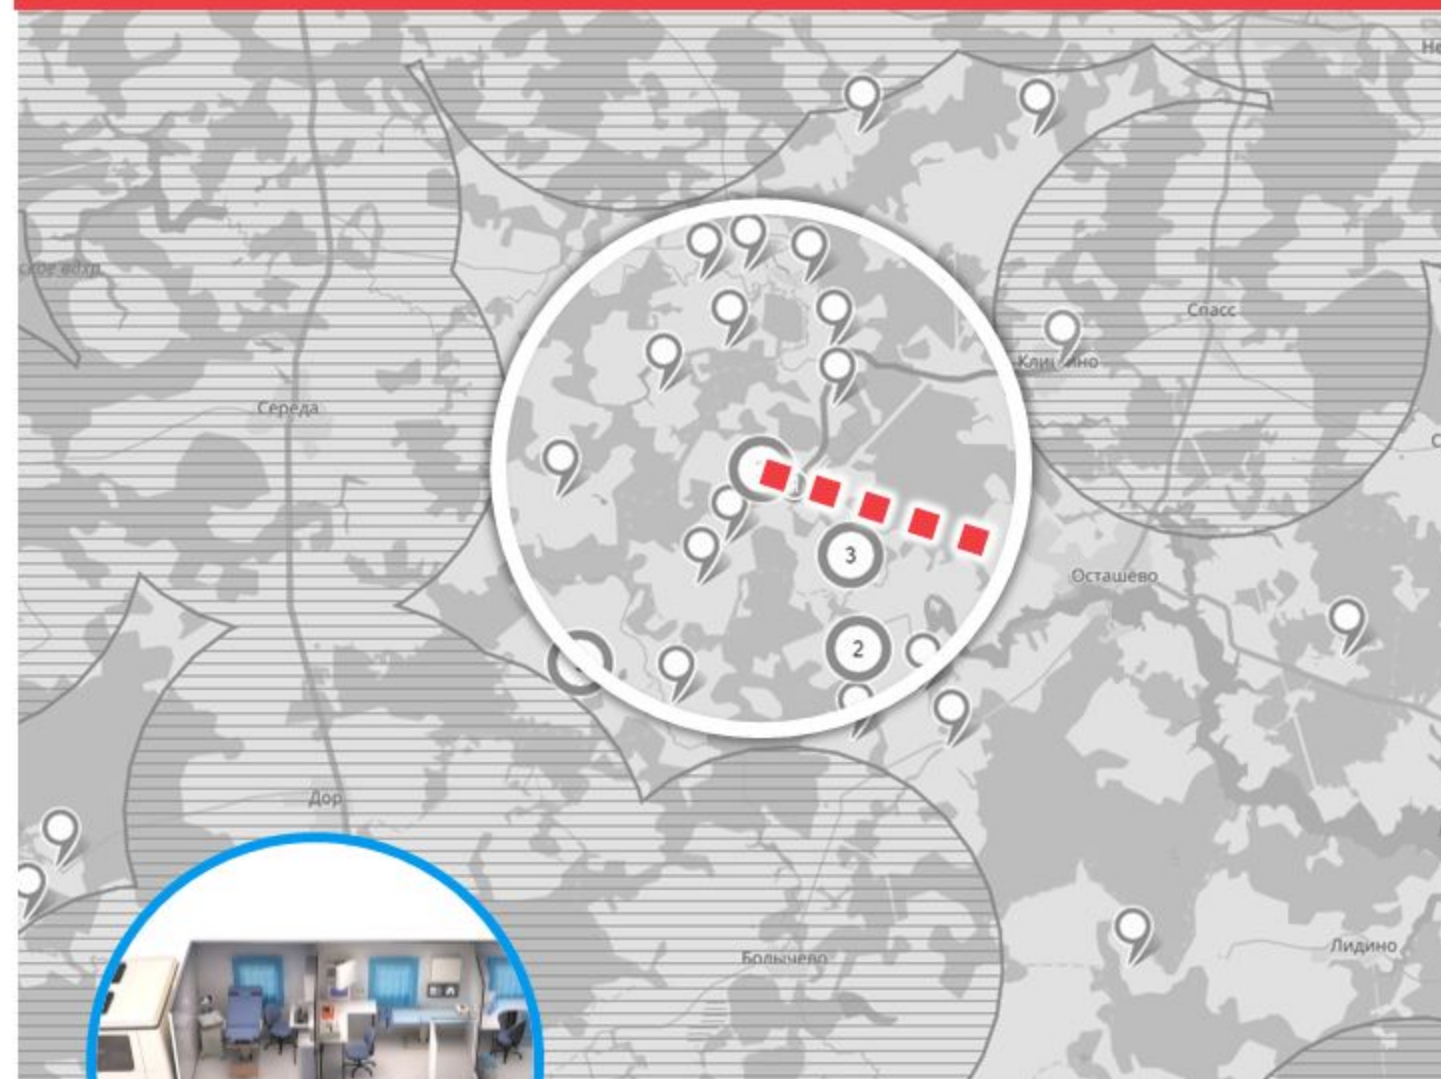 Спасс
Середа
Осташево
3
2
Дор
Болычево
Лидино